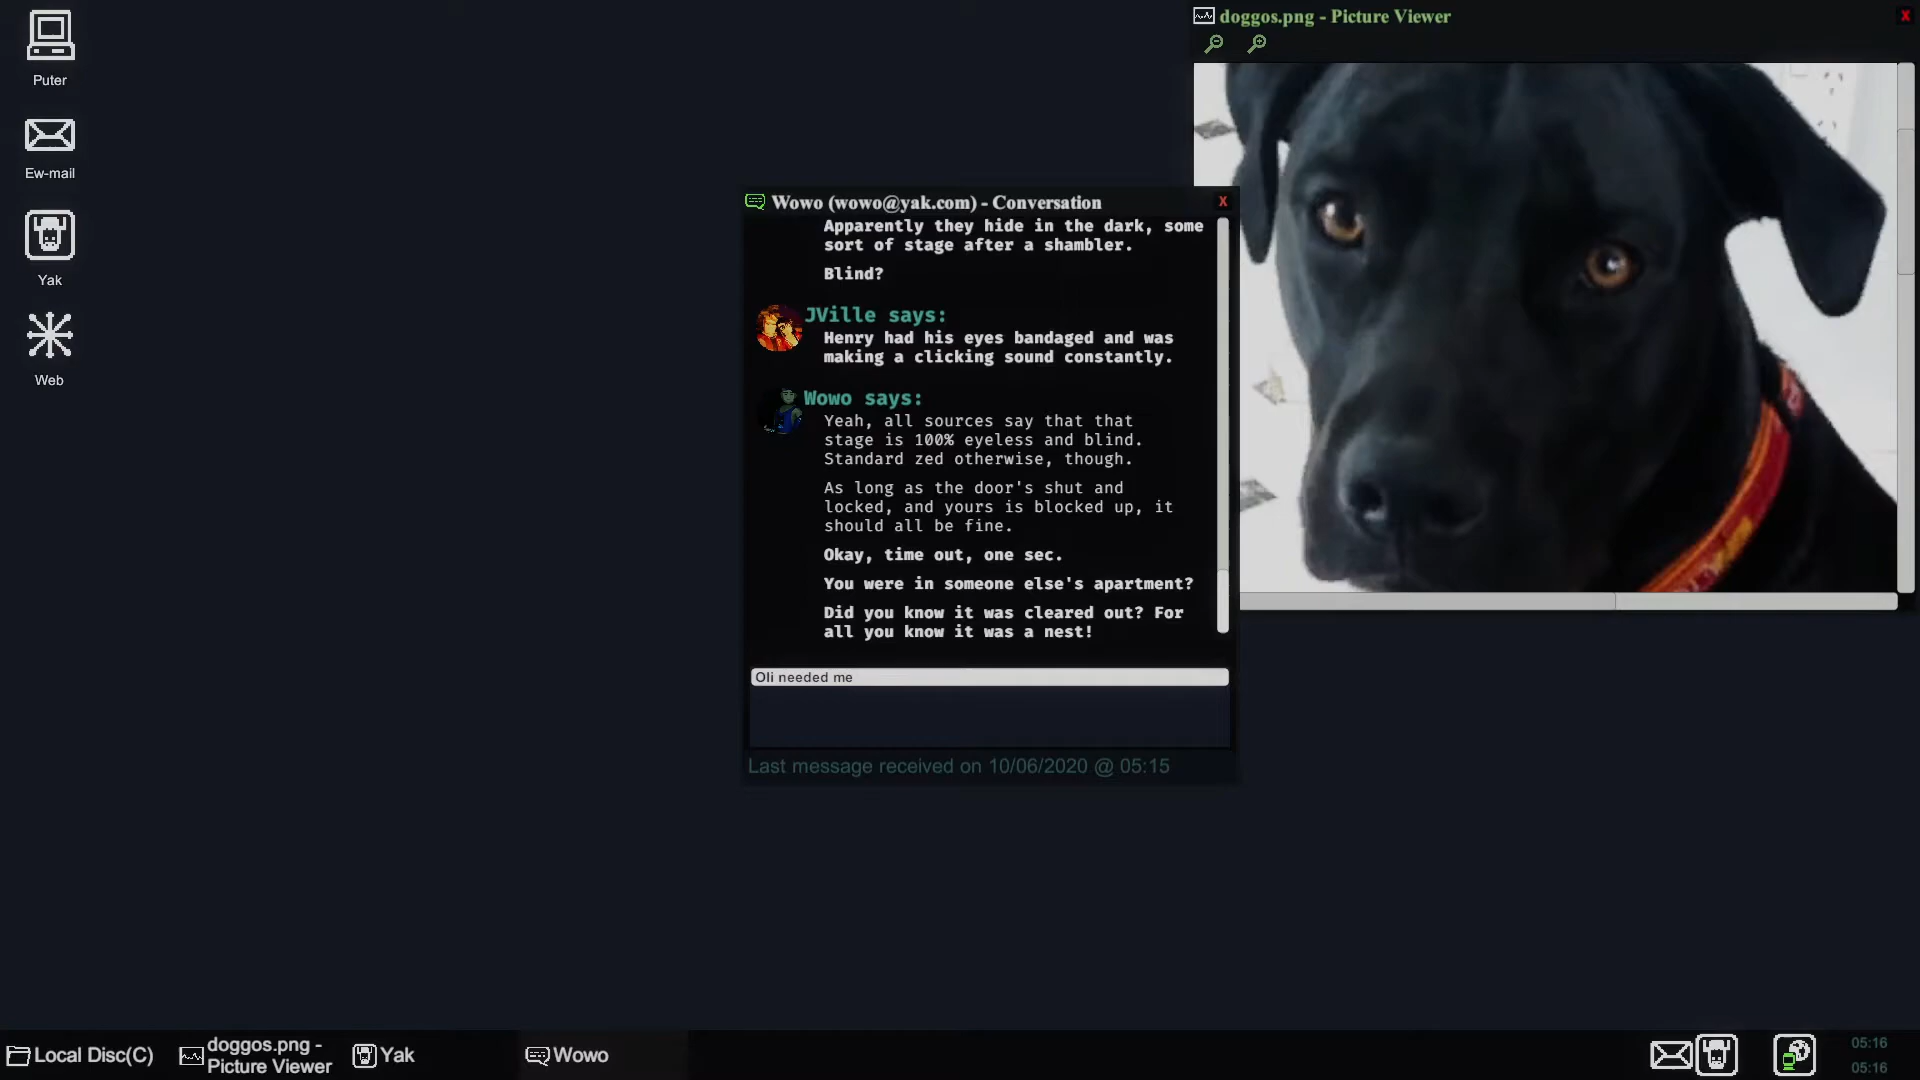 Puter
Ew-mail
Yak
Web
doggos.png - Picture Viewer
X
Wowo (wowo@yak.com) - Conversation
X
Apparently they hide in the dark, some
sort of stage after a shambler.
Blind?
JVille says:
Henry had his eyes bandaged and was
making a clicking sound constantly.
Wowo says:
Yeah, all sources say that that
stage is 100% eyeless and blind.
Standard zed otherwise, though.
As long as the door's shut and
locked, and yours is blocked up, it
should all be fine.
Okay, time out, one sec.
You were in someone else's apartment?
Did you know it was cleared out? For
all you know it was a nest!
Oli needed me
Last message received on 10/06/2020 @ 05:15
Local Disc(C)
doggos.png -
Picture Viewer
Yak
Wowo
05:16
05:16